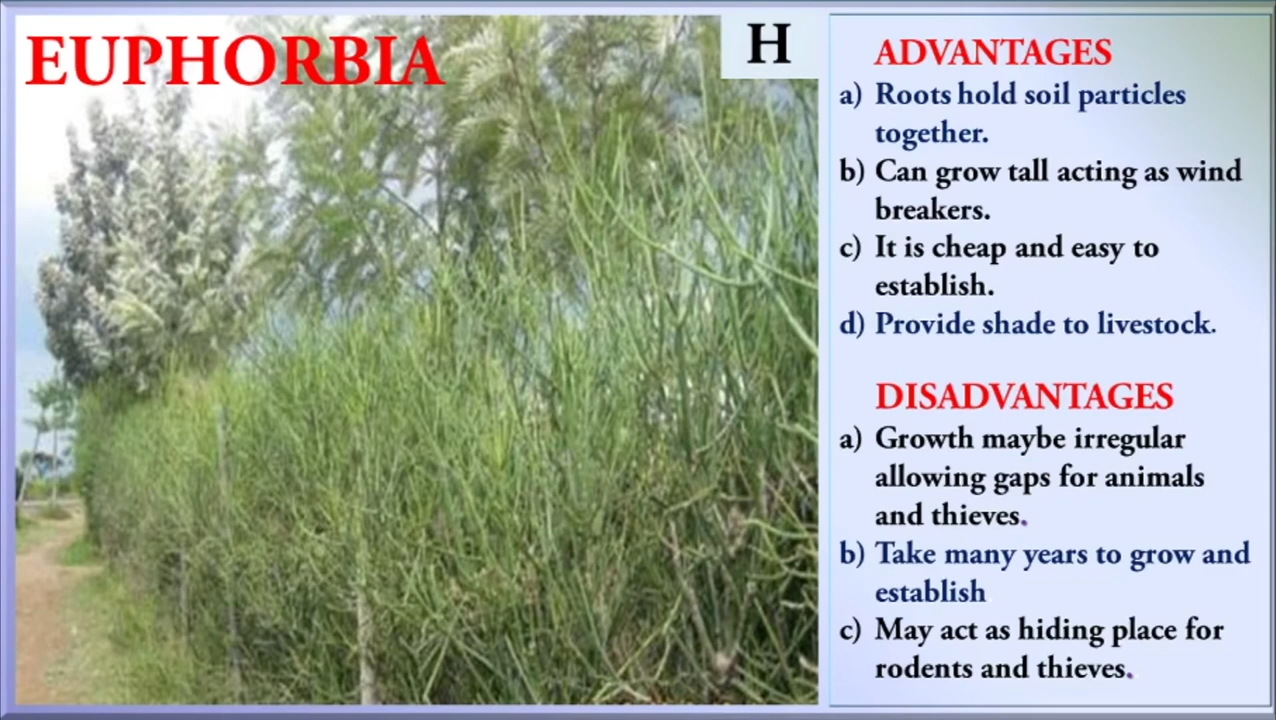 EUPHORBIA
H
ADVANTAGES
a) Roots hold soil particles
together.
b) Can grow tall acting as wind
breakers.
c) It is cheap and easy to
establish.
d) Provide shade to livestock.
DISADVANTAGES
a) Growth maybe irregular
allowing gaps for animals
and thieves.
b) Take many years to grow and
establish
c) May act as hiding place for
rodents and thieves.